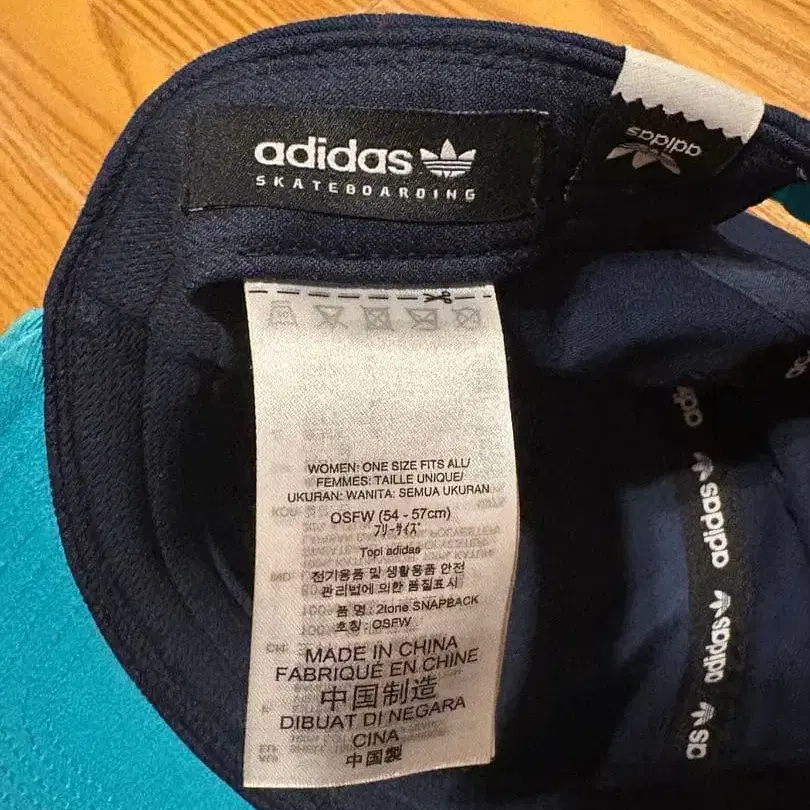 adidas
SKATEBOARDING
adidas
WOMEN: ONE SIZE FITS ALL/
FEMMES: TAILLE UNIQUE/
UKURAN: WANITA: SEMUA UKURAN
OSFW (54 - 57cm)
フリーサイズ
Topi adidas
전기용품 및 생활용품 안전
관리법에 의한 품질표시
품 명 : 2tone SNAPBACK
호칭 : OSFW
MADE IN CHINA
FABRIQUÉ EN CHINE
中国制造
DIBUAT DI NEGARA
CINA
中国製
adidas
adidas
as